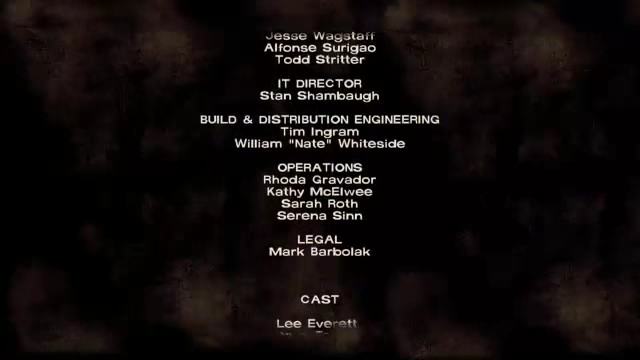 Jesse Wagstaff
Alfonse Surigao
Todd Stritter
IT DIRECTOR
Stan Shambaugh
BUILD & DISTRIBUTION ENGINEERING
Tim Ingram
William "Nate" Whiteside
OPERATIONS
Rhoda Gravador
Kathy McElwee
Sarah Roth
Serena Sinn
LEGAL
Mark Barbolak
CAST
Lee Everett